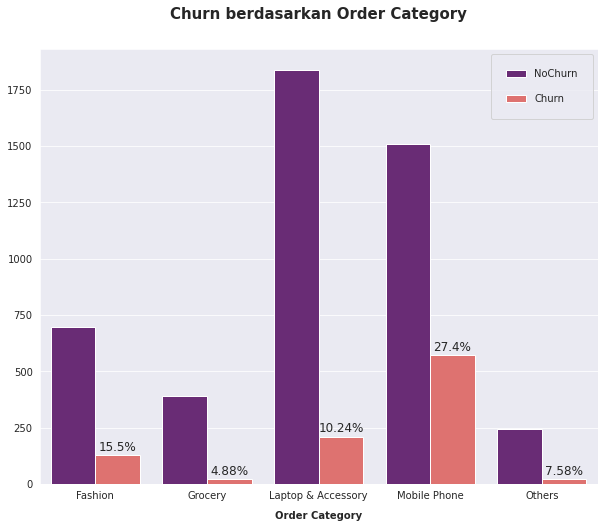 Churn berdasarkan Order Category
NoChurn
Churn
1750
1500
1250
1000
750
500
250
0
15.5%
4.88%
10.24%
27.4%
7.58%
Fashion
Grocery
Laptop & Accessory
Mobile Phone
Others
Order Category